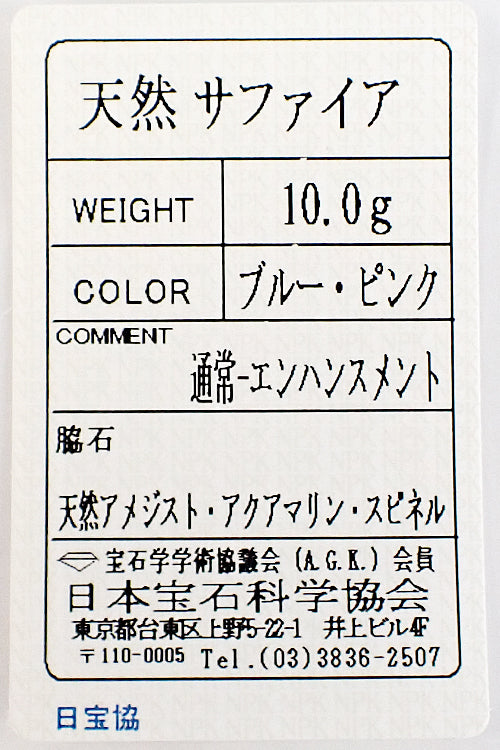 天然 サファイア
WEIGHT 10.0g
COLOR ブルー・ピンク
COMMENT
通常-エンハンスメント
脇石
天然アメジスト・アクアマリン・スピネル
宝石学学術協議会 (A.G.K.) 会員
日本宝石科学協会
東京都台東区上野5-22-1 井上ビル4F
〒110-0005 Tel.(03)3836-2507
日宝協